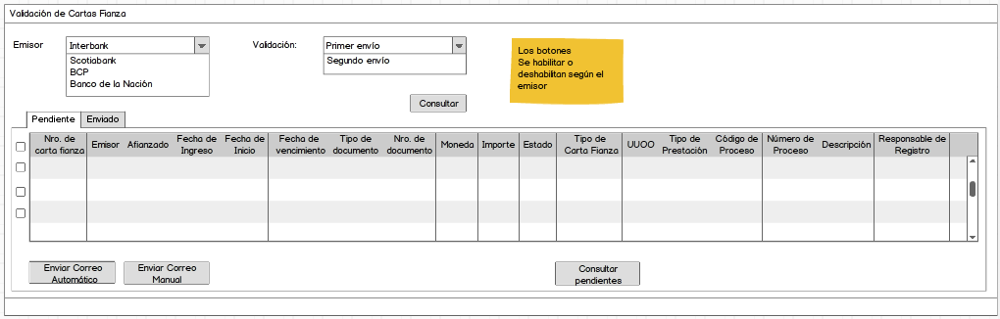 Validación de Cartas Fianza
Emisor
Interbank
Scotiabank
BCP
Banco de la Nación
Validación:
Primer envío
Segundo envío
Los botones
Se habilitar o
deshabilitan según el
emisor
Consultar
Pendiente
Enviado
Nro. de
carta fianza
Emisor
Afianzado
Fecha de
Ingreso
Fecha de
Inicio
Fecha de
vencimiento
Tipo de
documento
Nro. de
documento
Moneda
Importe
Estado
Tipo de
Carta Fianza
UUOO
Tipo de
Prestación
Código de
Proceso
Número de
Proceso
Descripción
Responsable de
Registro
Enviar Correo
Automático
Enviar Correo
Manual
Consultar
pendientes